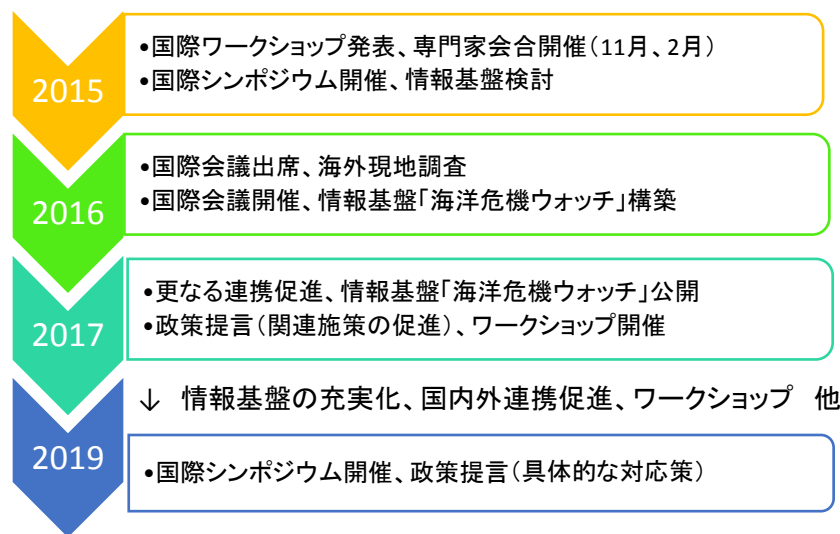 2015
•国際ワークショップ発表、専門家会合開催(11月、2月)
•国際シンポジウム開催、情報基盤検討
2016
•国際会議出席、海外現地調査
•国際会議開催、情報基盤「海洋危機ウォッチ」構築
2017
•更なる連携促進、情報基盤「海洋危機ウォッチ」公開
•政策提言(関連施策の促進)、ワークショップ開催
↓　情報基盤の充実化、国内外連携促進、ワークショップ　他
2019
•国際シンポジウム開催、政策提言(具体的な対応策)